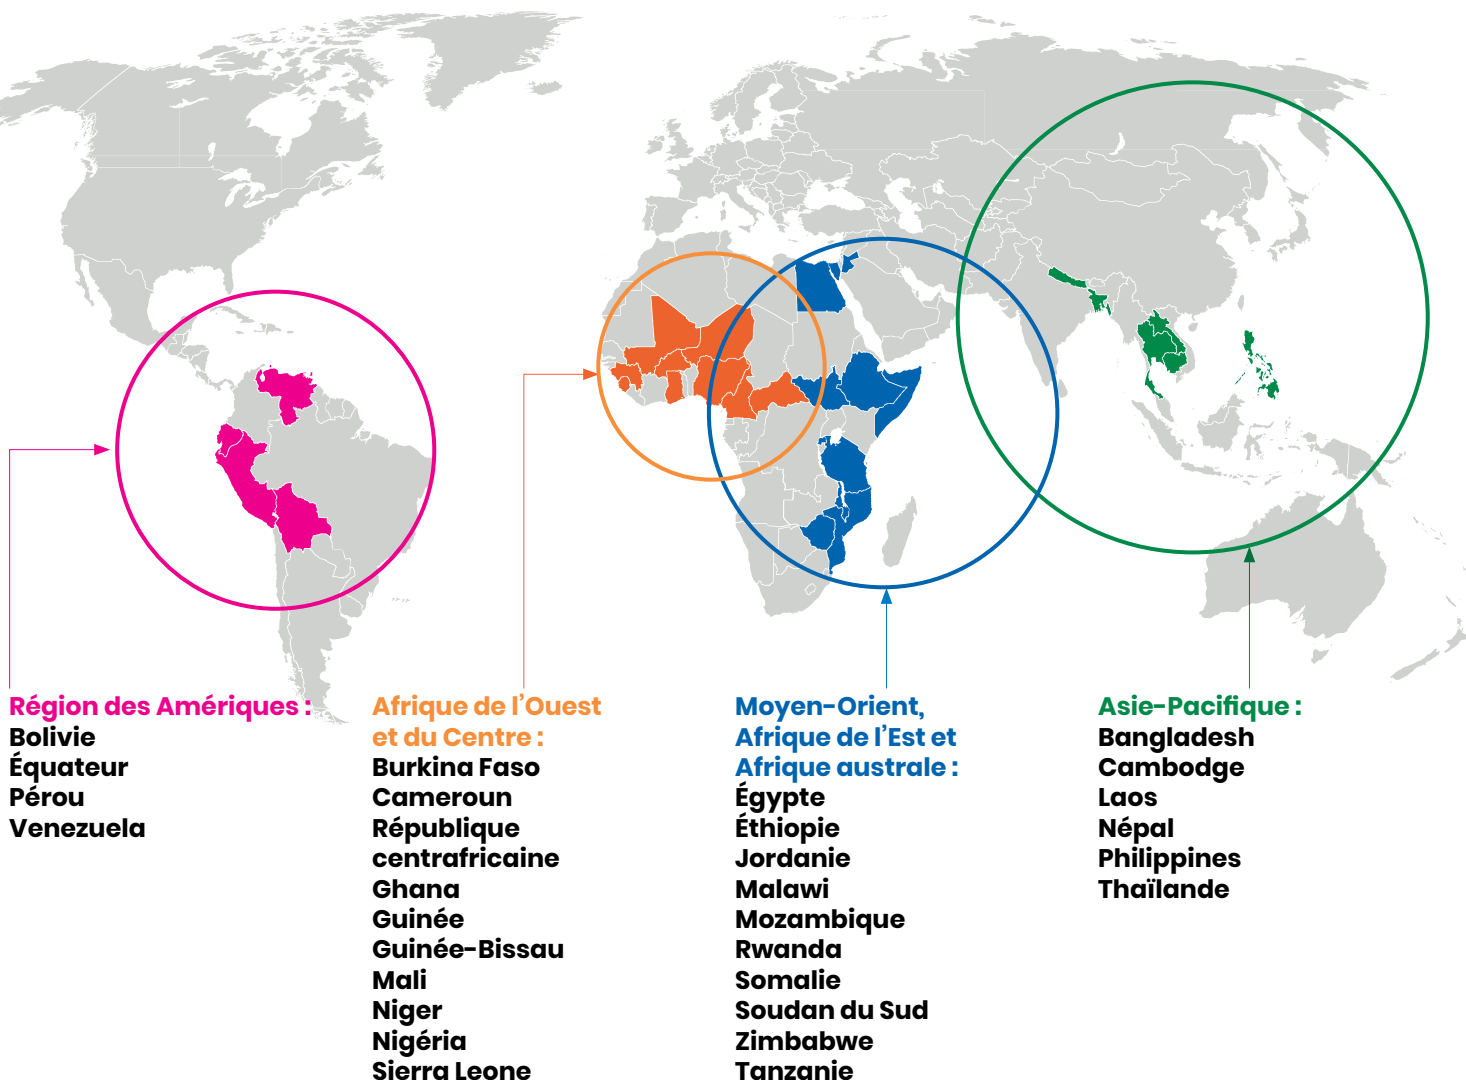 Région des Amériques :
Bolivie
Équateur
Pérou
Venezuela
Afrique de l'Ouest
et du Centre :
Burkina Faso
Cameroun
République
centrafricaine
Ghana
Guinée
Guinée-Bissau
Mali
Niger
Nigéria
Sierra Leone
Moyen-Orient,
Afrique de l'Est et
Afrique australe :
Égypte
Éthiopie
Jordanie
Malawi
Mozambique
Rwanda
Somalie
Soudan du Sud
Zimbabwe
Tanzanie
Asie-Pacifique :
Bangladesh
Cambodge
Laos
Népal
Philippines
Thaïlande